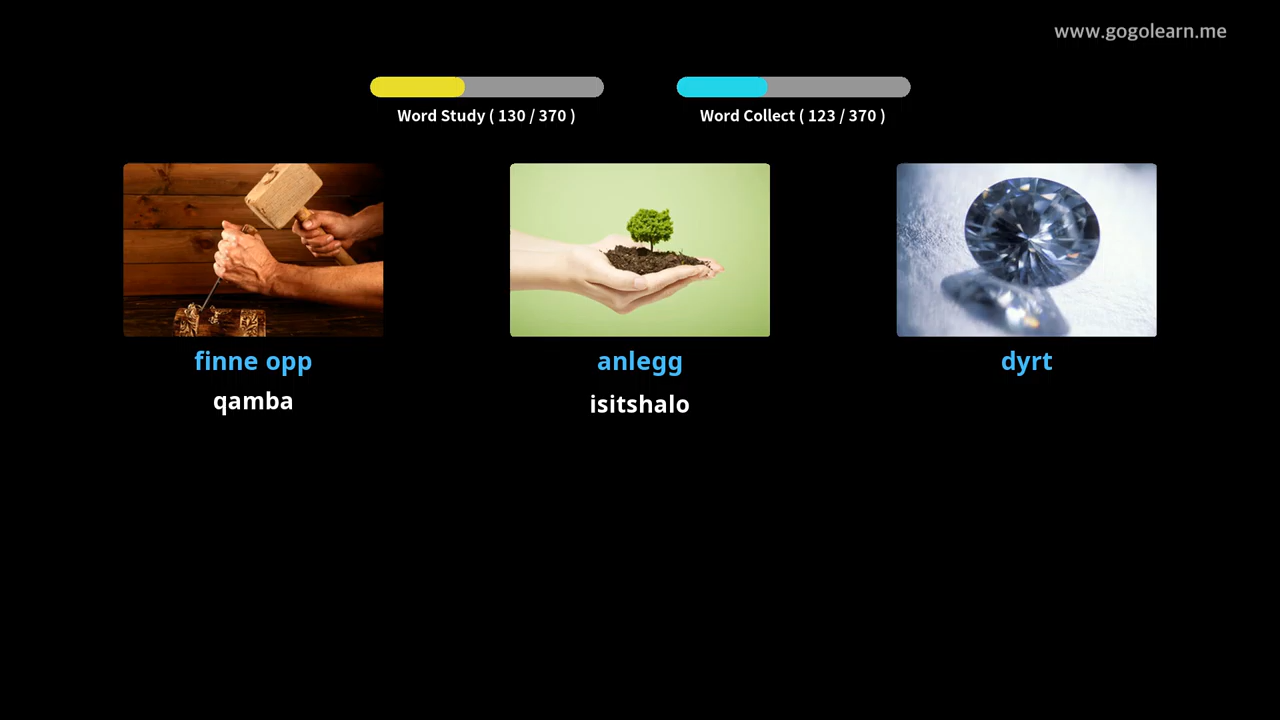 www.gogolearn.me
Word Study ( 130 / 370 )
Word Collect ( 123 / 370 )
finne opp
anlegg
dyrt
qamba
isitshalo